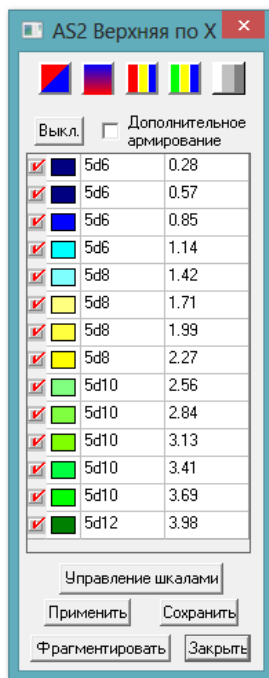 AS2 Верхняя по X
Выкл.
Дополнительное
армирование
5d6 0.28
5d6 0.57
5d6 0.85
5d6 1.14
5d8 1.42
5d8 1.71
5d8 1.99
5d8 2.27
5d10 2.56
5d10 2.84
5d10 3.13
5d10 3.41
5d10 3.69
5d12 3.98
Управление шкалами
Применить Сохранить
Фрагментировать Закрыть